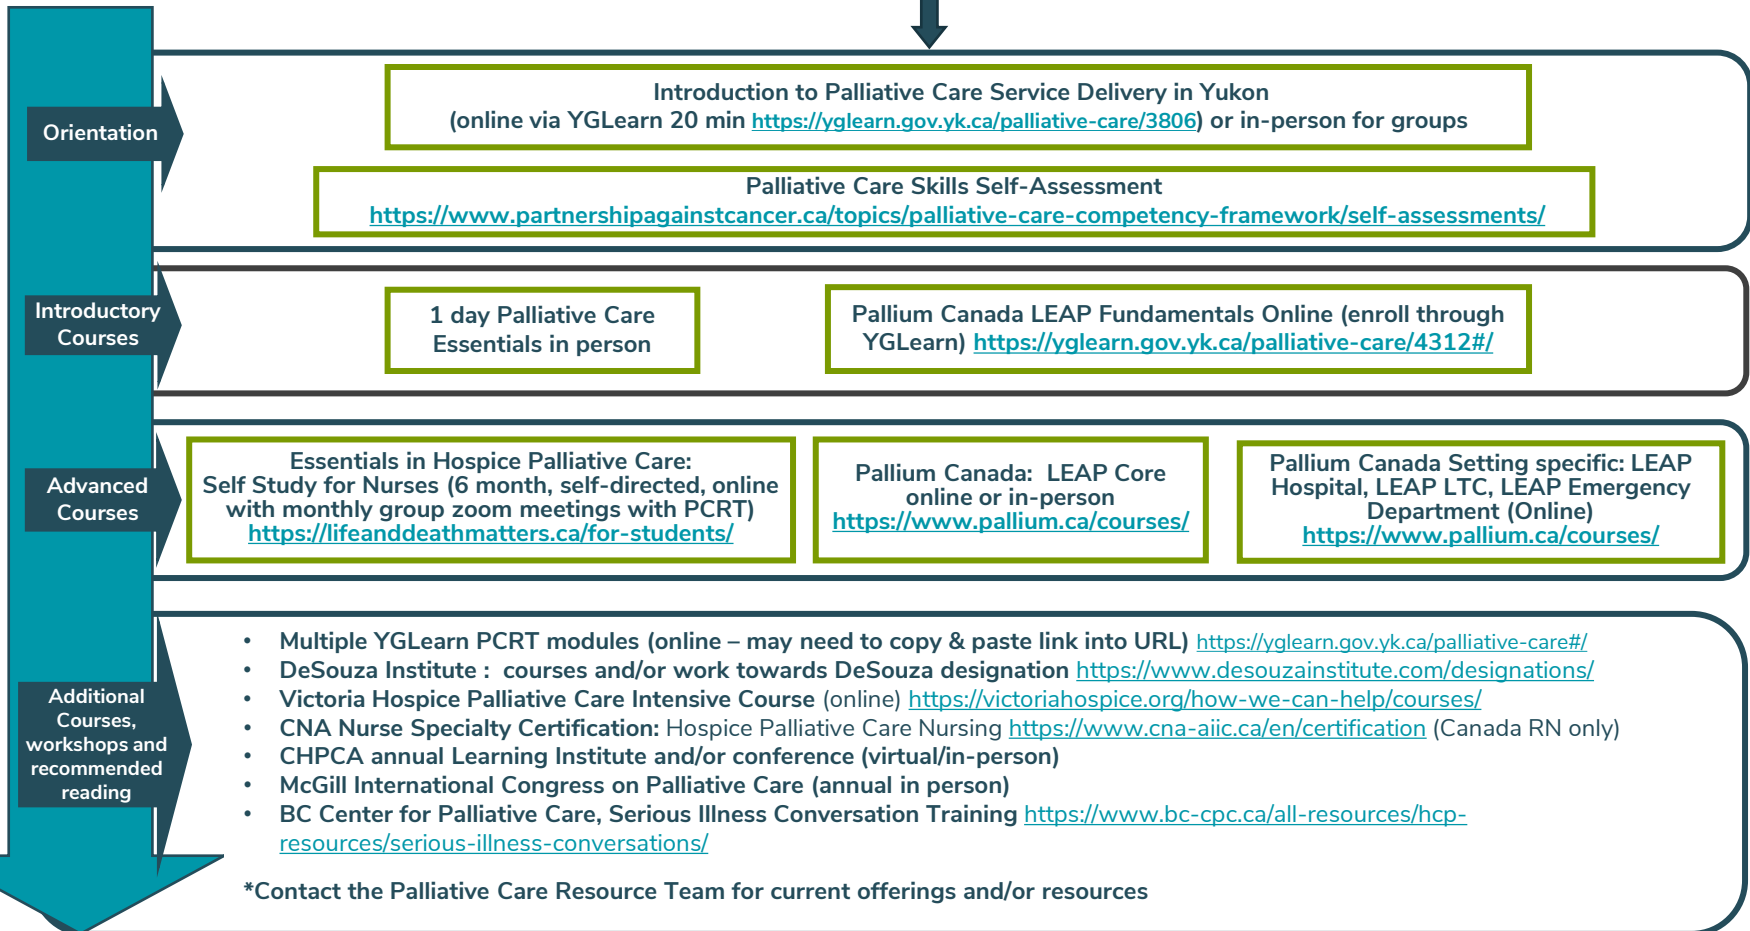 Orientation
Introduction to Palliative Care Service Delivery in Yukon
(online via YGLearn 20 min https://yglearn.gov.yk.ca/palliative-care/3806) or in-person for groups
Palliative Care Skills Self-Assessment
https://www.partnershipagainstcancer.ca/topics/palliative-care-competency-framework/self-assessments/
Introductory
Courses
1 day Palliative Care
Essentials in person
Pallium Canada LEAP Fundamentals Online (enroll through
YGLearn) https://yglearn.gov.yk.ca/palliative-care/4312#/
Advanced
Courses
Essentials in Hospice Palliative Care:
Self Study for Nurses (6 month, self-directed, online
with monthly group zoom meetings with PCRT)
https://lifeanddeathmatters.ca/for-students/
Pallium Canada: LEAP Core
online or in-person
https://www.pallium.ca/courses/
Pallium Canada Setting specific: LEAP
Hospital, LEAP LTC, LEAP Emergency
Department (Online)
https://www.pallium.ca/courses/
Additional
Courses,
workshops and
recommended
reading
• Multiple YGLearn PCRT modules (online – may need to copy & paste link into URL) https://yglearn.gov.yk.ca/palliative-care#/
• DeSouza Institute : courses and/or work towards DeSouza designation https://www.desouzainstitute.com/designations/
• Victoria Hospice Palliative Care Intensive Course (online) https://victoriahospice.org/how-we-can-help/courses/
• CNA Nurse Specialty Certification: Hospice Palliative Care Nursing https://www.cna-aiic.ca/en/certification (Canada RN only)
• CHPCA annual Learning Institute and/or conference (virtual/in-person)
• McGill International Congress on Palliative Care (annual in person)
• BC Center for Palliative Care, Serious Illness Conversation Training https://www.bc-cpc.ca/all-resources/hcp-
resources/serious-illness-conversations/
*Contact the Palliative Care Resource Team for current offerings and/or resources